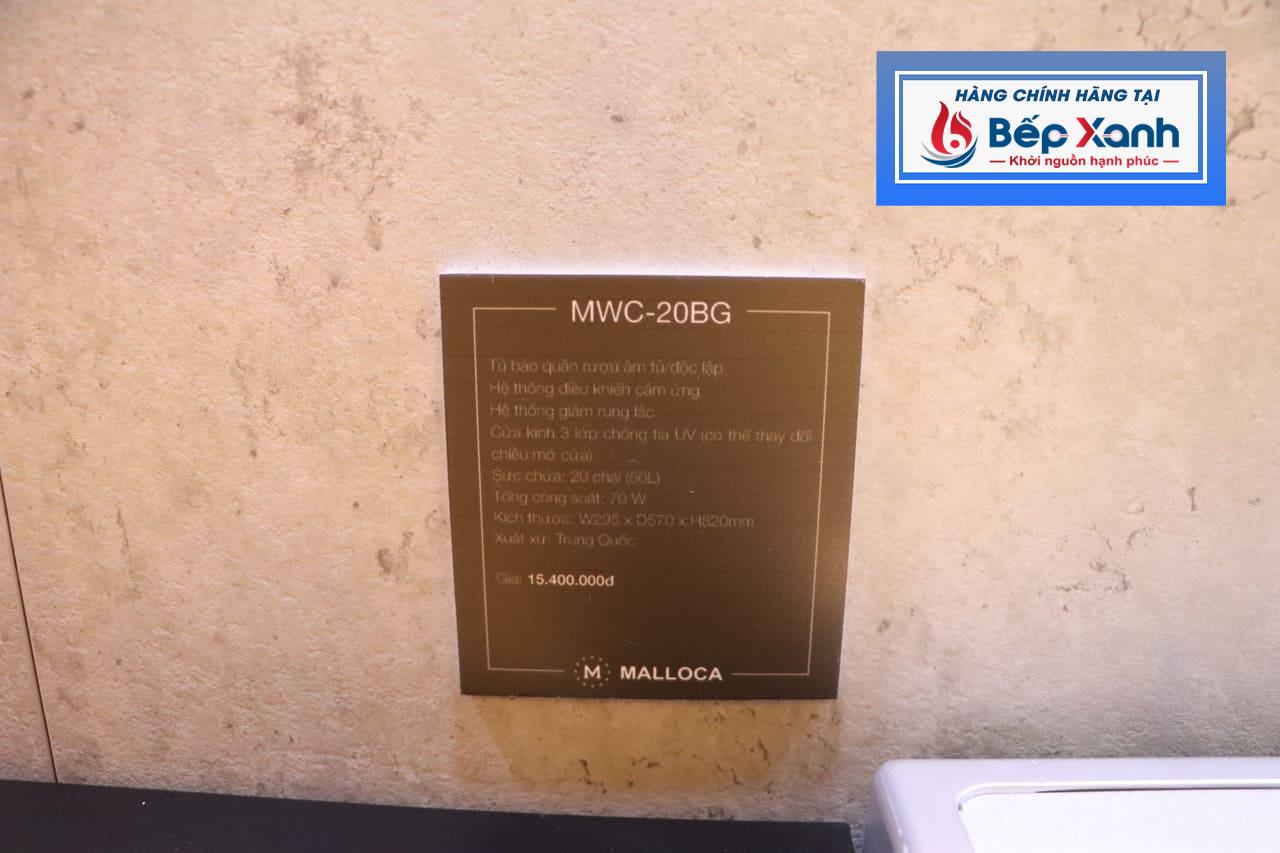 HÀNG CHÍNH HÃNG TẠI
Bếp Xanh
Khởi nguồn hạnh phúc
MWC-20BG
Tủ bảo quản rượu âm tủ/độc lập
Hệ thống điều khiển cảm ứng
Hệ thống giảm rung lắc
Cửa kính 3 lớp chống tia UV (có thể thay đổi
chiều mở cửa)
Sức chứa: 20 chai (50L)
Tổng công suất: 70 W
Kích thước: W295 x D570 x H820mm
Xuất xứ: Trung Quốc
Giá: 15.400.000đ
M MALLOCA